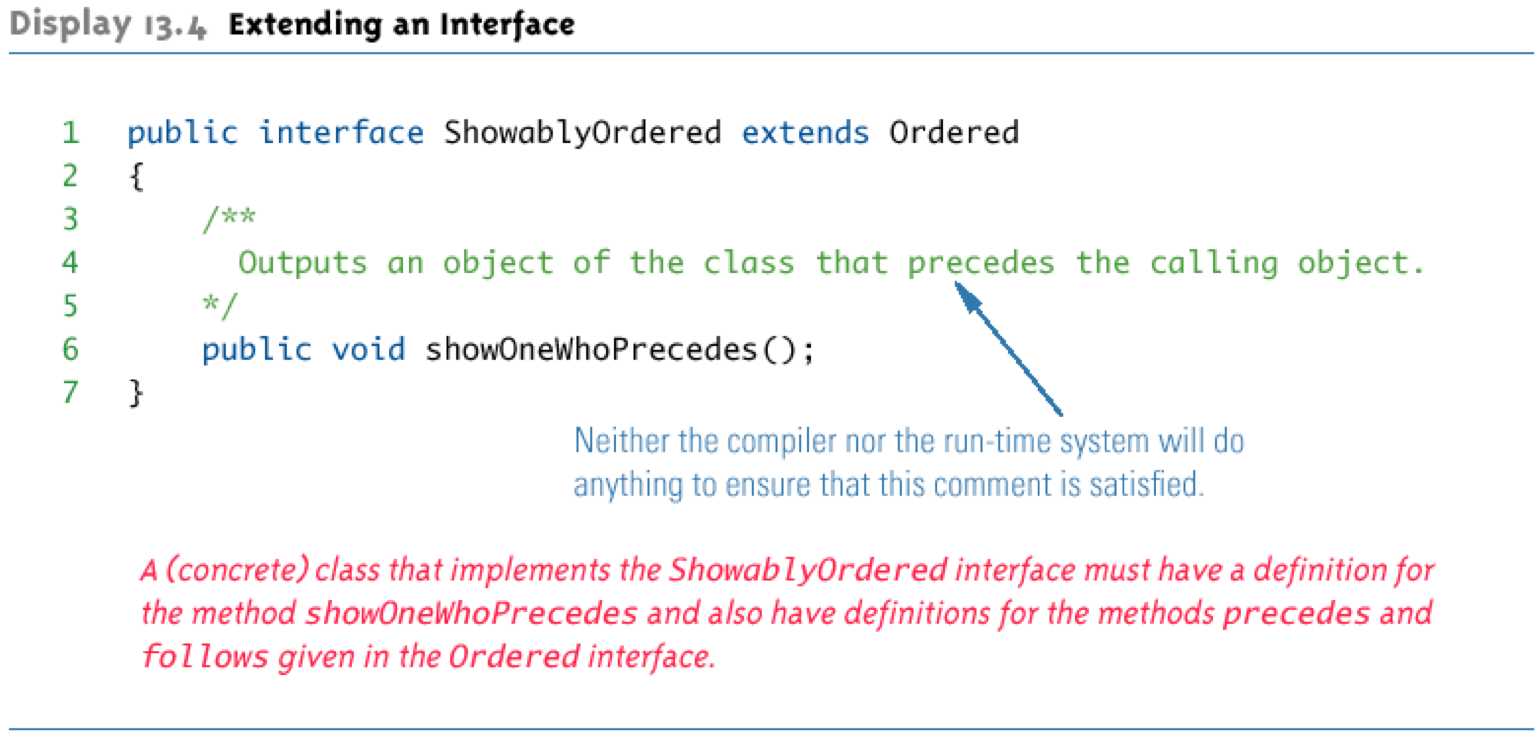 Display 13.4 Extending an Interface
1 public interface ShowablyOrdered extends Ordered
2 {
3 /**
4 Outputs an object of the class that precedes the calling object.
5 */
6 public void showOneWhoPrecedes();
7 }
Neither the compiler nor the run-time system will do
anything to ensure that this comment is satisfied.
A (concrete) class that implements the ShowablyOrdered interface must have a definition for
the method showOneWhoPrecedes and also have definitions for the methods precedes and
follows given in the Ordered interface.